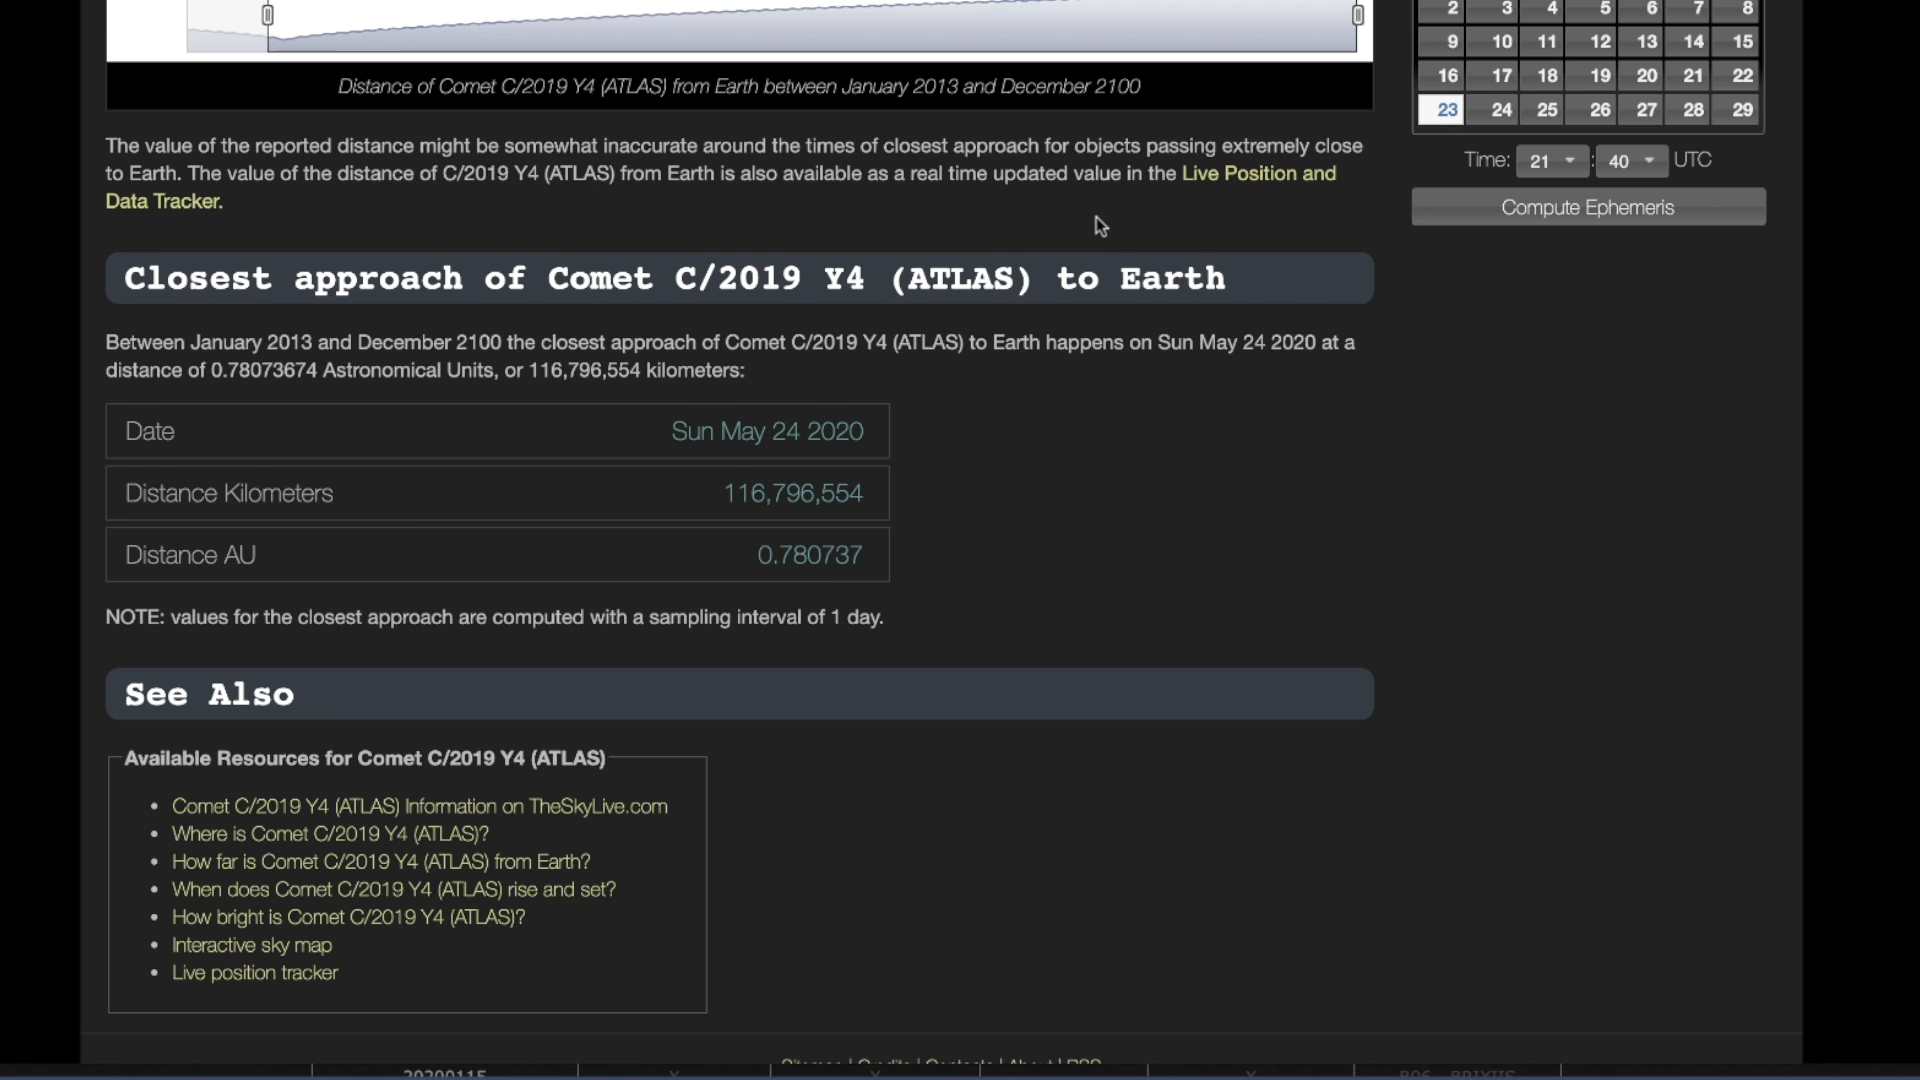 2 3 4 5 6 7 8
9 10 11 12 13 14 15
16 17 18 19 20 21 22
23 24 25 26 27 28 29
Time: 21 : 40 UTC
Compute Ephemeris
Distance of Comet C/2019 Y4 (ATLAS) from Earth between January 2013 and December 2100
The value of the reported distance might be somewhat inaccurate around the times of closest approach for objects passing extremely close
to Earth. The value of the distance of C/2019 Y4 (ATLAS) from Earth is also available as a real time updated value in the Live Position and
Data Tracker.
Closest approach of Comet C/2019 Y4 (ATLAS) to Earth
Between January 2013 and December 2100 the closest approach of Comet C/2019 Y4 (ATLAS) to Earth happens on Sun May 24 2020 at a
distance of 0.78073674 Astronomical Units, or 116,796,554 kilometers:
Date Sun May 24 2020
Distance Kilometers 116,796,554
Distance AU 0.780737
NOTE: values for the closest approach are computed with a sampling interval of 1 day.
See Also
Available Resources for Comet C/2019 Y4 (ATLAS)
Comet C/2019 Y4 (ATLAS) Information on TheSkyLive.com
Where is Comet C/2019 Y4 (ATLAS)?
How far is Comet C/2019 Y4 (ATLAS) from Earth?
When does Comet C/2019 Y4 (ATLAS) rise and set?
How bright is Comet C/2019 Y4 (ATLAS)?
Interactive sky map
Live position tracker